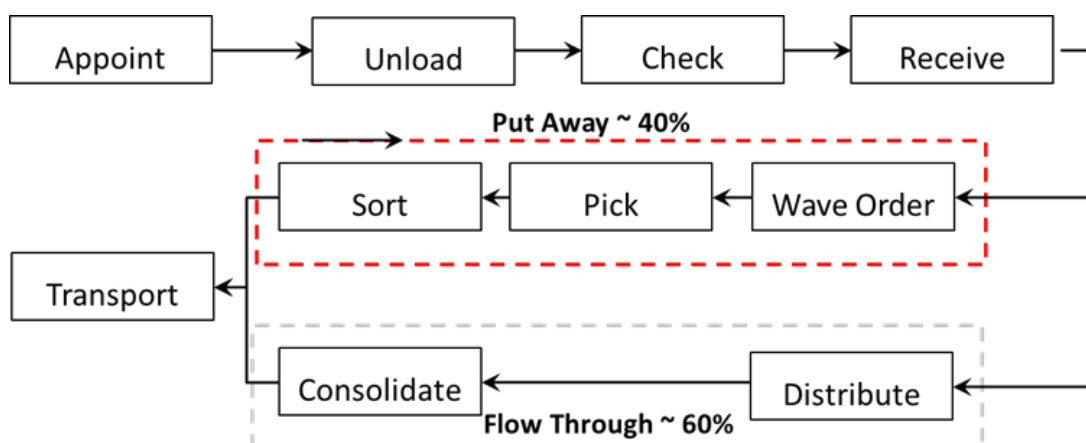 Appoint
Unload
Check
Receive
Put Away ~ 40%
Sort
Pick
Wave Order
Transport
Consolidate
Distribute
Flow Through ~ 60%